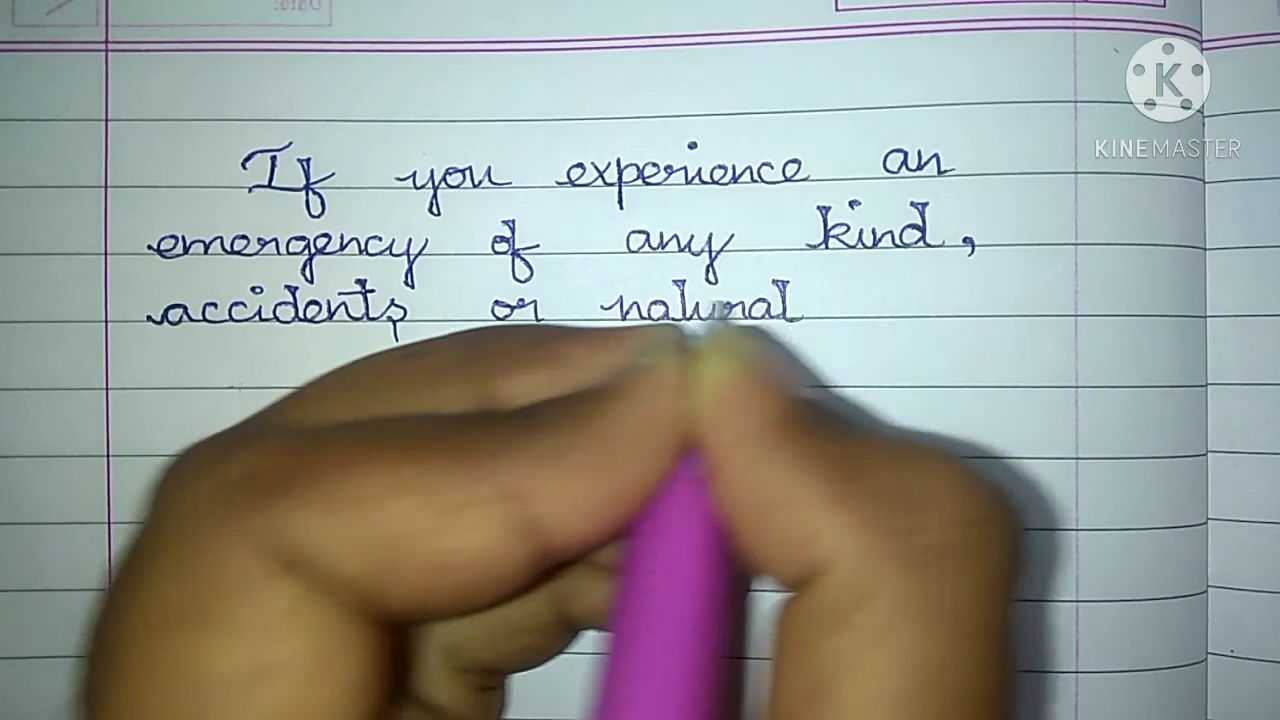 K
KINEMASTER
If you experience an
emergency of any kind,
accidents, or natural